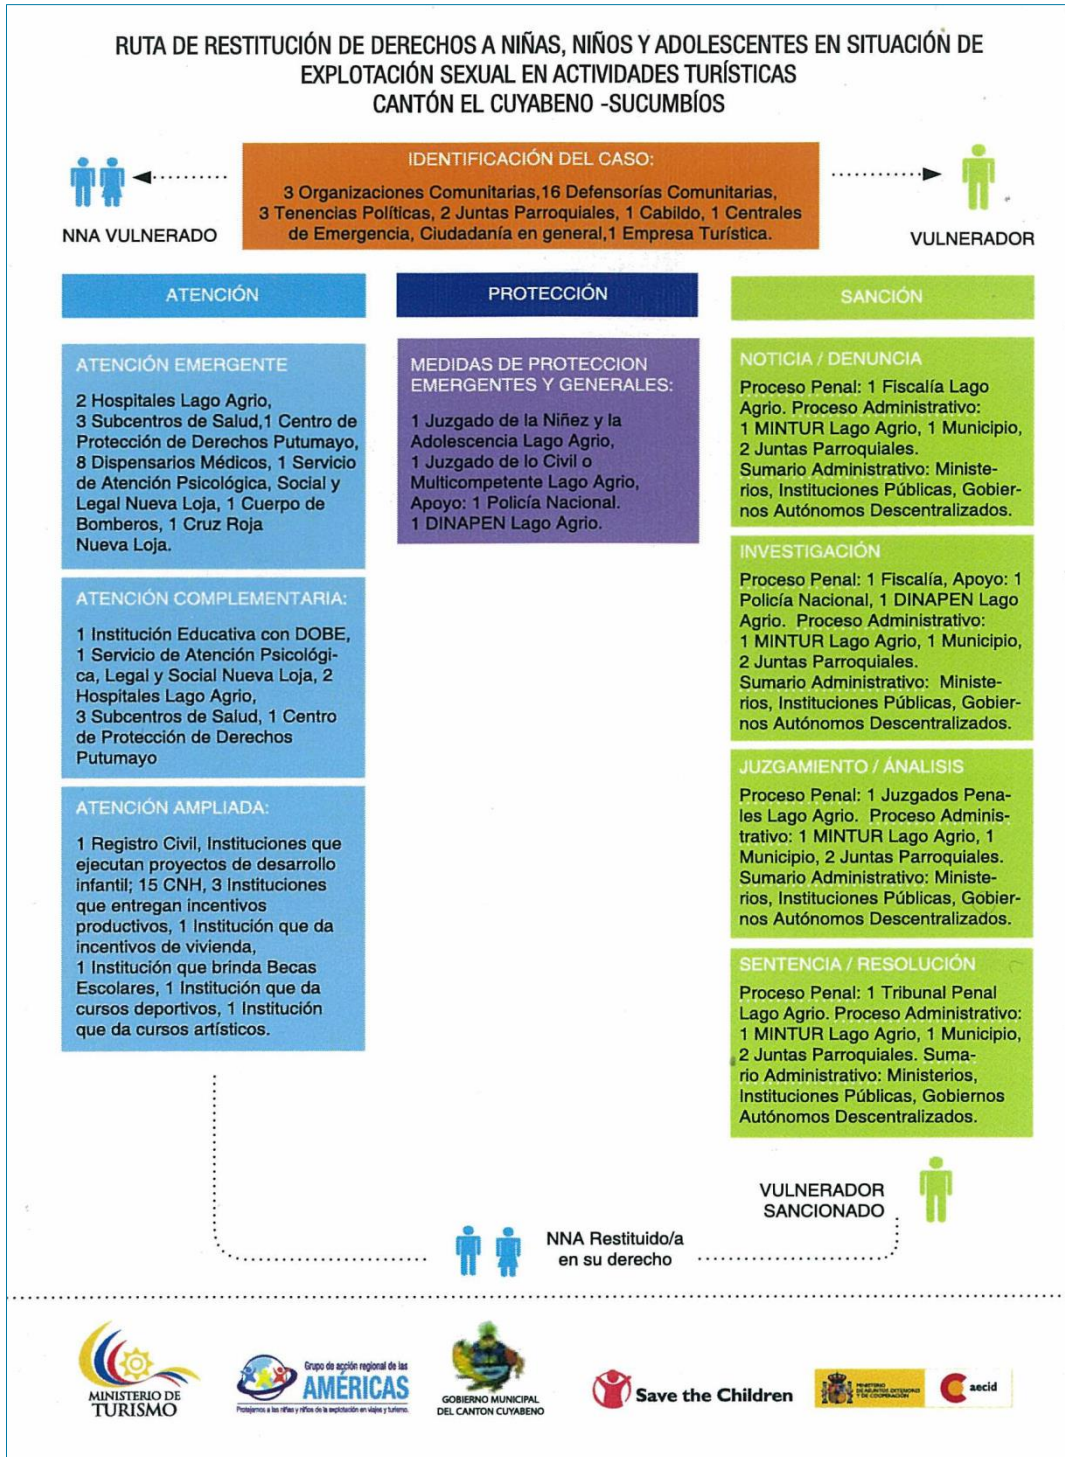 RUTA DE RESTITUCIÓN DE DERECHOS A NIÑAS, NIÑOS Y ADOLESCENTES EN SITUACIÓN DE
EXPLOTACIÓN SEXUAL EN ACTIVIDADES TURÍSTICAS
CANTÓN EL CUYABENO -SUCUMBÍOS
IDENTIFICACIÓN DEL CASO:
3 Organizaciones Comunitarias,16 Defensorías Comunitarias,
3 Tenencias Políticas, 2 Juntas Parroquiales, 1 Cabildo, 1 Centrales
de Emergencia, Ciudadanía en general,1 Empresa Turística.
NNA VULNERADO
VULNERADOR
ATENCIÓN
ATENCIÓN EMERGENTE
2 Hospitales Lago Agrio,
3 Subcentros de Salud,1 Centro de
Protección de Derechos Putumayo,
8 Dispensarios Médicos, 1 Servicio
de Atención Psicológica, Social y
Legal Nueva Loja, 1 Cuerpo de
Bomberos, 1 Cruz Roja
Nueva Loja.
ATENCIÓN COMPLEMENTARIA:
1 Institución Educativa con DOBE,
1 Servicio de Atención Psicológi-
ca, Legal y Social Nueva Loja, 2
Hospitales Lago Agrio,
3 Subcentros de Salud, 1 Centro
de Protección de Derechos
Putumayo
ATENCIÓN AMPLIADA:
1 Registro Civil, Instituciones que
ejecutan proyectos de desarrollo
infantil; 15 CNH, 3 Instituciones
que entregan incentivos
productivos, 1 Institución que da
incentivos de vivienda,
1 Institución que brinda Becas
Escolares, 1 Institución que da
cursos deportivos, 1 Institución
que da cursos artísticos.
PROTECCIÓN
MEDIDAS DE PROTECCION
EMERGENTES Y GENERALES:
1 Juzgado de la Niñez y la
Adolescencia Lago Agrio,
1 Juzgado de lo Civil o
Multicompetente Lago Agrio,
Apoyo: 1 Policía Nacional.
1 DINAPEN Lago Agrio.
SANCIÓN
NOTICIA / DENUNCIA
Proceso Penal: 1 Fiscalía Lago
Agrio. Proceso Administrativo:
1 MINTUR Lago Agrio, 1 Municipio,
2 Juntas Parroquiales.
Sumario Administrativo: Ministe-
rios, Instituciones Públicas, Gobier-
nos Autónomos Descentralizados.
INVESTIGACIÓN
Proceso Penal: 1 Fiscalía, Apoyo: 1
Policía Nacional, 1 DINAPEN Lago
Agrio. Proceso Administrativo:
1 MINTUR Lago Agrio, 1 Municipio,
2 Juntas Parroquiales.
Sumario Administrativo: Ministe-
rios, Instituciones Públicas, Gobier-
nos Autónomos Descentralizados.
JUZGAMIENTO / ÁNALISIS
Proceso Penal: 1 Juzgados Pena-
les Lago Agrio. Proceso Adminis-
trativo: 1 MINTUR Lago Agrio, 1
Municipio, 2 Juntas Parroquiales.
Sumario Administrativo: Ministe-
rios, Instituciones Públicas, Gobier-
nos Autónomos Descentralizados.
SENTENCIA / RESOLUCIÓN
Proceso Penal: 1 Tribunal Penal
Lago Agrio. Proceso Administrativo:
1 MINTUR Lago Agrio, 1 Municipio,
2 Juntas Parroquiales. Suma-
rio Administrativo: Ministerios,
Instituciones Públicas, Gobiernos
Autónomos Descentralizados.
VULNERADOR
SANCIONADO
NNA Restituido/a
en su derecho
MINISTERIO DE
TURISMO
Grupo de acción regional de las
AMÉRICAS
Protejamos a las niñas y niños de la explotación en viajes y turismo.
GOBIERNO MUNICIPAL
DEL CANTON CUYABENO
Save the Children
MINISTERIO
DE ASUNTOS EXTERIORES
Y DE COOPERACIÓN
aecid